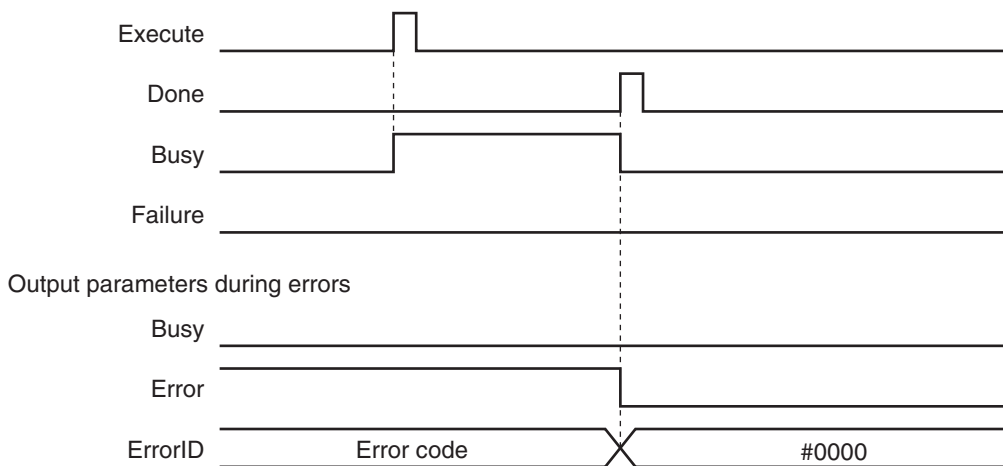 Execute
Done
Busy
Failure
Output parameters during errors
Busy
Error
ErrorID Error code #0000